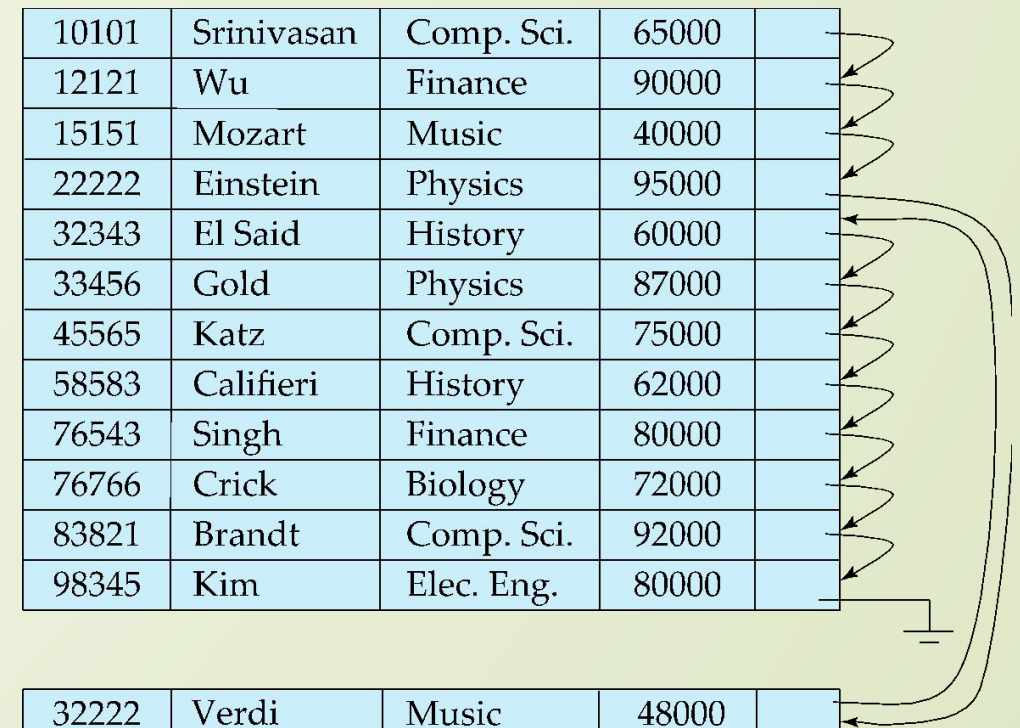 10101 Srinivasan Comp. Sci. 65000
12121 Wu Finance 90000
15151 Mozart Music 40000
22222 Einstein Physics 95000
32343 El Said History 60000
33456 Gold Physics 87000
45565 Katz Comp. Sci. 75000
58583 Califieri History 62000
76543 Singh Finance 80000
76766 Crick Biology 72000
83821 Brandt Comp. Sci. 92000
98345 Kim Elec. Eng. 80000
32222 Verdi Music 48000